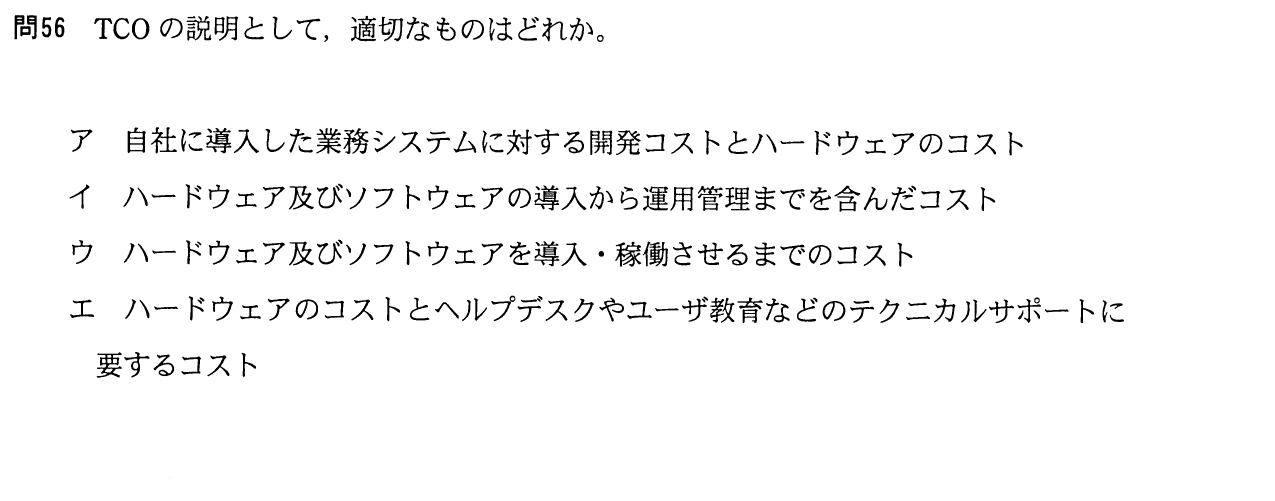 問56 TCO の説明として，適切なものはどれか。
ア 自社に導入した業務システムに対する開発コストとハードウェアのコスト
イ ハードウェア及びソフトウェアの導入から運用管理までを含んだコスト
ウ ハードウェア及びソフトウェアを導入・稼働させるまでのコスト
エ ハードウェアのコストとヘルプデスクやユーザ教育などのテクニカルサポートに
要するコスト